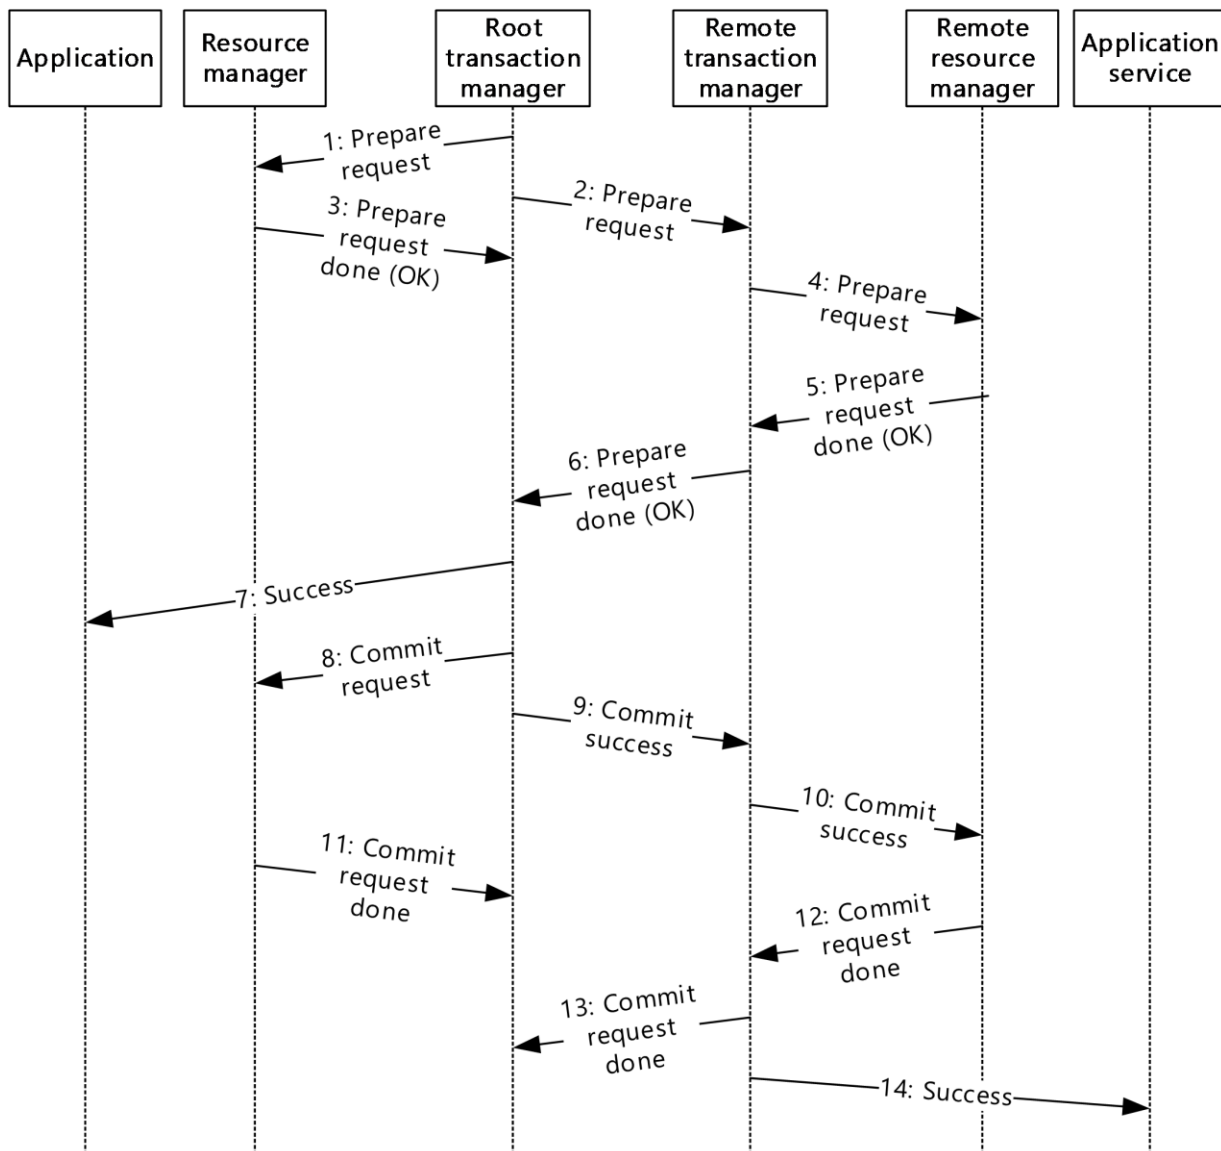 Application
Resource
manager
Root
transaction
manager
Remote
transaction
manager
Remote
resource
manager
Application
service
1: Prepare
request
2: Prepare
request
3: Prepare
request
done (OK)
4: Prepare
request
5: Prepare
request
done (OK)
6: Prepare
request
done (OK)
7: Success
8: Commit
request
9: Commit
success
10: Commit
success
11: Commit
request
done
12: Commit
request
done
13: Commit
request
done
14: Success